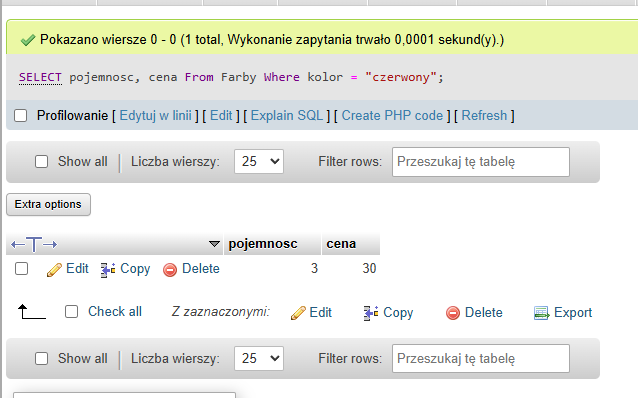 Pokazano wiersze 0 - 0 (1 total, Wykonanie zapytania trwało 0,0001 sekund(y).)
SELECT pojemnosc, cena From Farby Where kolor = "czerwony";
Profilowanie [ Edytuj w linii ] [ Edit ] [ Explain SQL ] [ Create PHP code ] [ Refresh ]
Show all | Liczba wierszy: 25 Filter rows: Przeszukaj tę tabelę
Extra options
←T→ pojemnosc cena
Edit Copy Delete 3 30
Check all Z zaznaczonymi: Edit Copy Delete Export
Show all | Liczba wierszy: 25 Filter rows: Przeszukaj tę tabelę